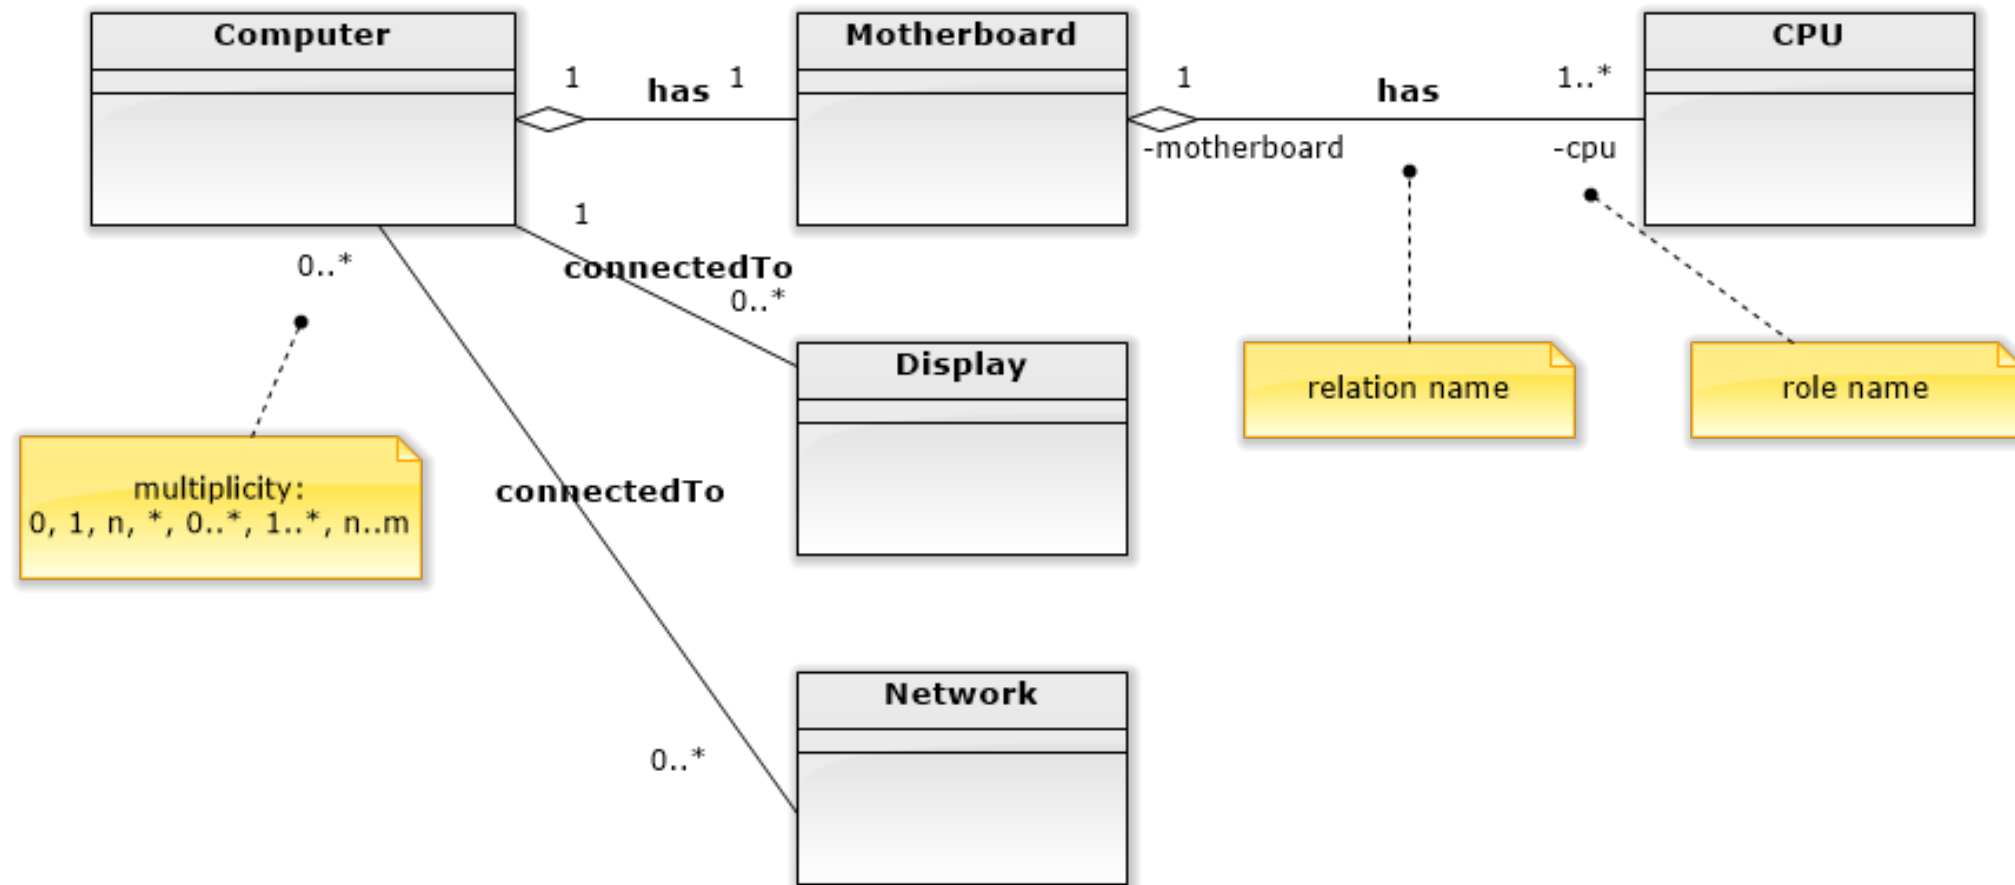 Computer
Motherboard
CPU
1
has
1
1
has
1..*
-motherboard
-cpu
1
0..*
connectedTo
0..*
Display
relation name
role name
multiplicity:
0, 1, n, *, 0..*, 1..*, n..m
connectedTo
Network
0..*